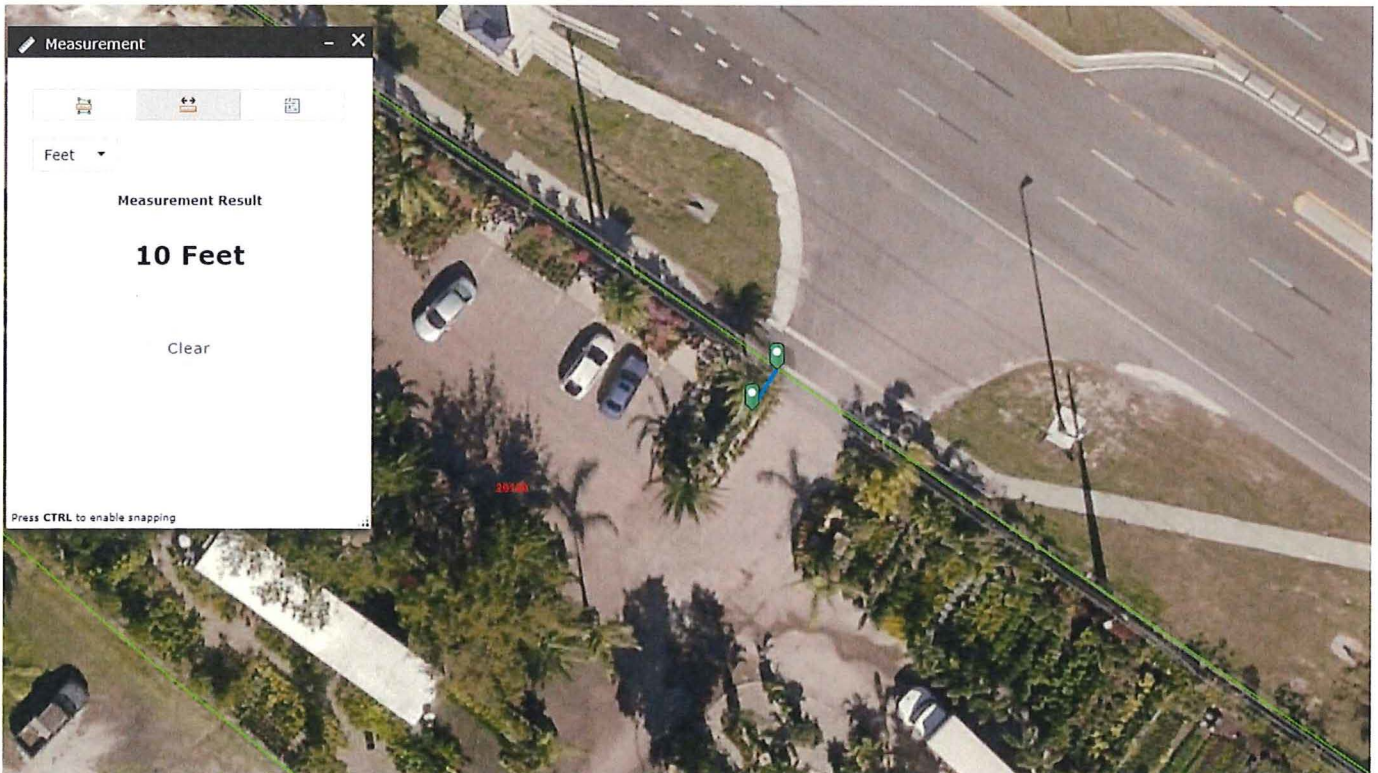 Measurement
Feet
Measurement Result
10 Feet
Clear
Press CTRL to enable snapping